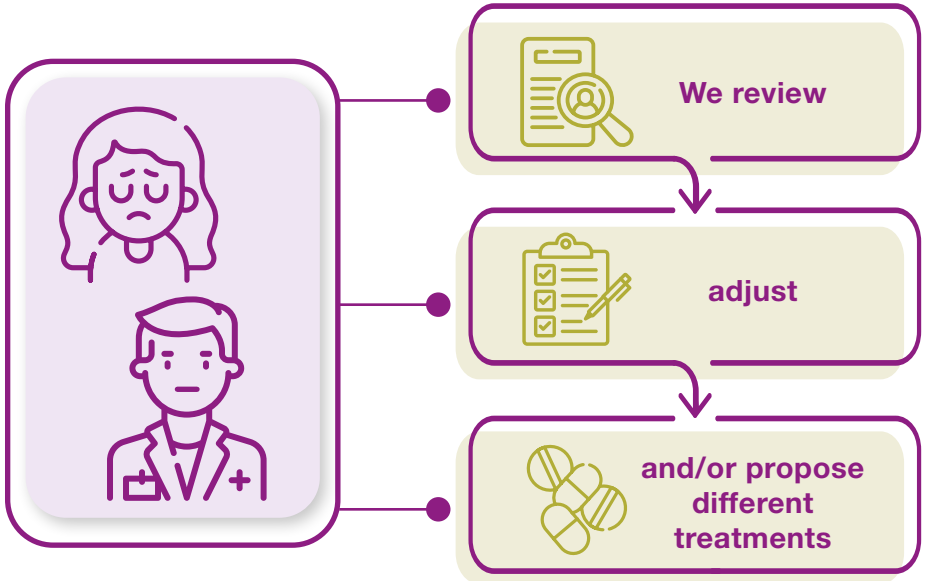 We review
adjust
and/or propose
different
treatments